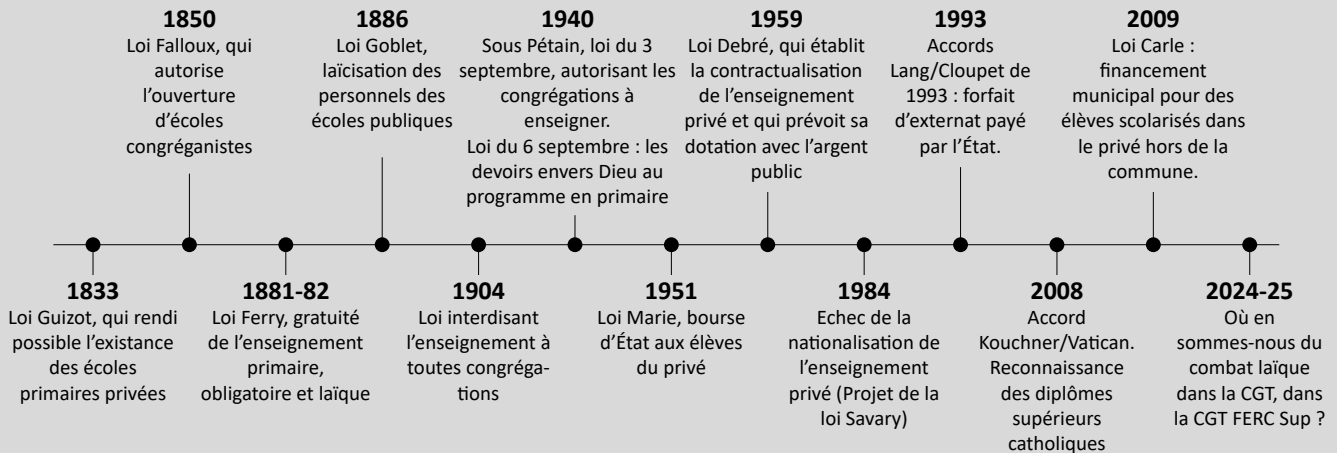 1850
Loi Falloux, qui
autorise
l’ouverture
d’écoles
congréganistes
1886
Loi Goblet,
laïcisation des
personnels des
écoles publiques
1940
Sous Pétain, loi du 3
septembre, autorisant les
congrégations à
enseigner.
Loi du 6 septembre : les
devoirs envers Dieu au
programme en primaire
1959
Loi Debré, qui établit
la contractualisation
de l’enseignement
privé et qui prévoit sa
dotation avec l’argent
public
1993
Accords
Lang/Cloupet de
1993 : forfait
d’externat payé
par l’État.
2009
Loi Carle :
financement
municipal pour des
élèves scolarisés dans
le privé hors de la
commune.
1833
Loi Guizot, qui rendi
possible l’existance
des écoles
primaires privées
1881-82
Loi Ferry, gratuité
de l’enseignement
primaire,
obligatoire et laïque
1904
Loi interdisant
l’enseignement à
toutes congréga-
tions
1951
Loi Marie, bourse
d’État aux élèves
du privé
1984
Echec de la
nationalisation de
l’enseignement
privé (Projet de la
loi Savary)
2008
Accord
Kouchner/Vatican.
Reconnaissance
des diplômes
supérieurs
catholiques
2024-25
Où en
sommes-nous du
combat laïque
dans la CGT, dans
la CGT FERC Sup ?